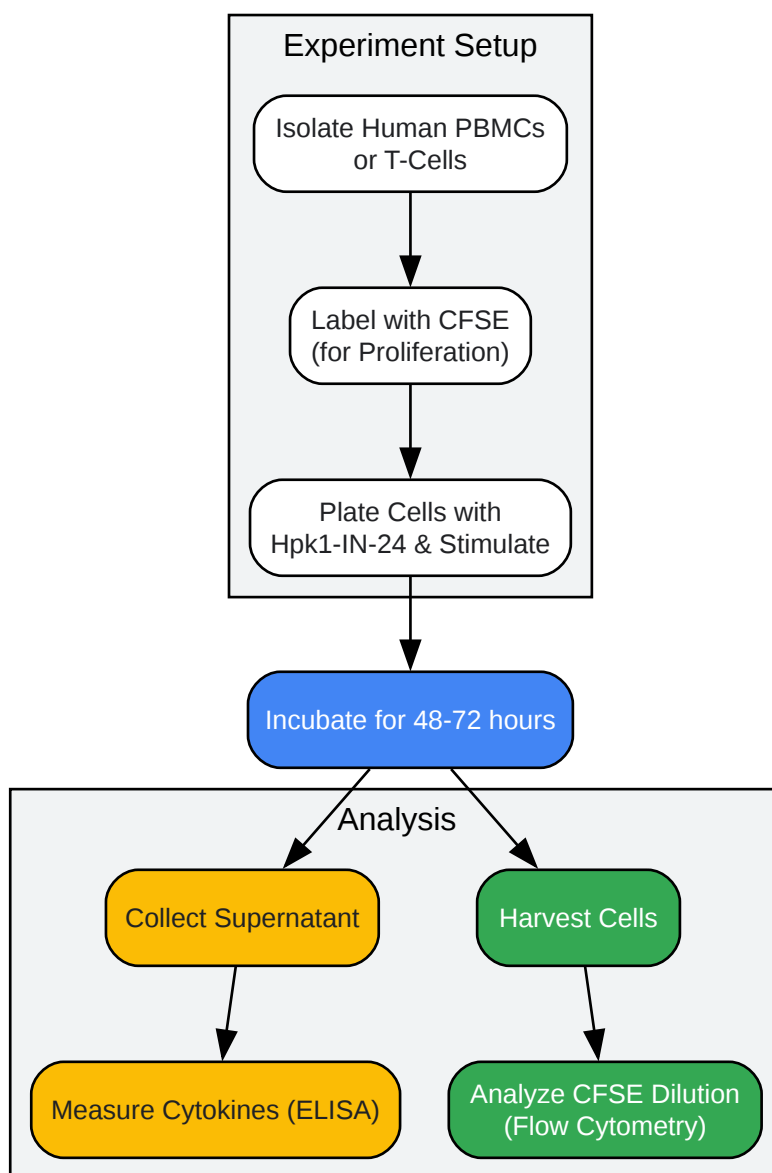 Experiment Setup
Isolate Human PBMCs
or T-Cells
Label with CFSE
(for Proliferation)
Plate Cells with
Hpk1-IN-24 & Stimulate
Incubate for 48-72 hours
Analysis
Collect Supernatant
Harvest Cells
Measure Cytokines (ELISA)
Analyze CFSE Dilution
(Flow Cytometry)